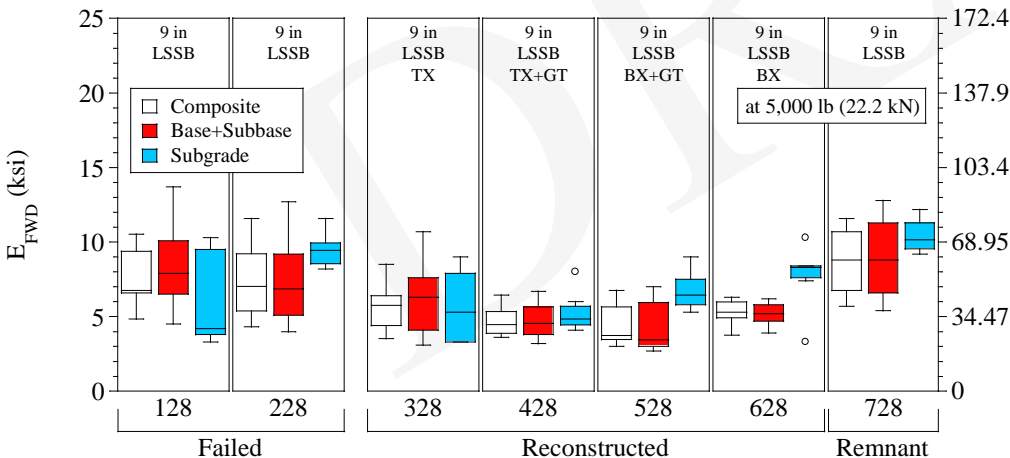 25
20
15
10
5
0
E_FWD (ksi)
172.4
137.9
103.4
68.95
34.47
0
9 in
LSSB
9 in
LSSB
9 in
LSSB
TX
9 in
LSSB
TX+GT
9 in
LSSB
BX+GT
9 in
LSSB
BX
9 in
LSSB
Composite
Base+Subbase
Subgrade
at 5,000 lb (22.2 kN)
128 228 328 428 528 628 728
Failed Reconstructed Remnant